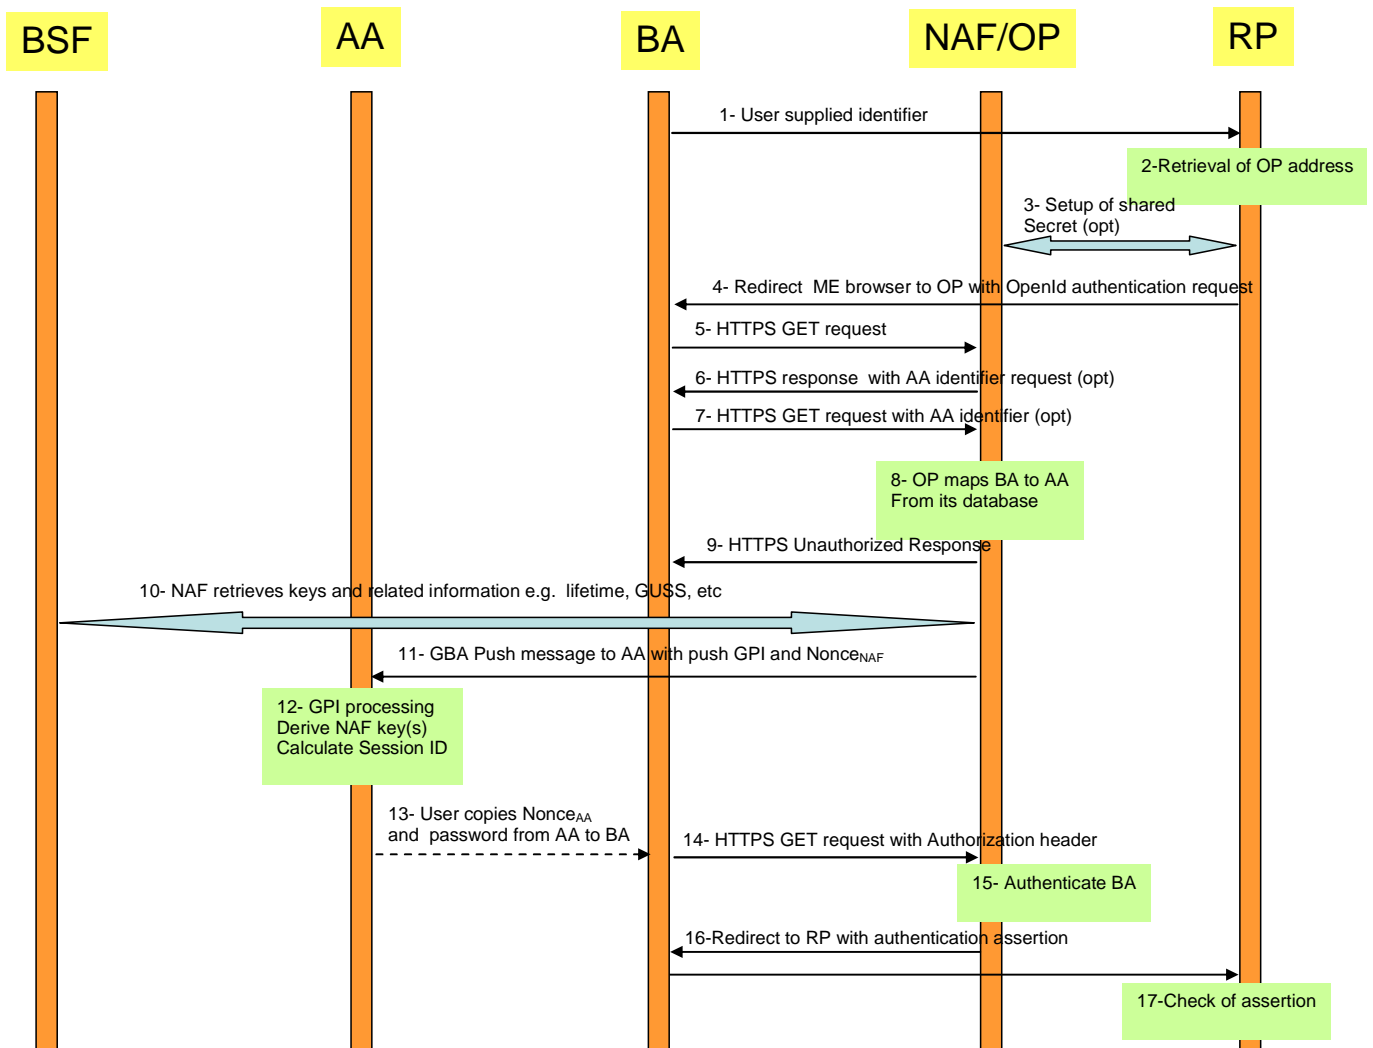 BSF
AA
BA
NAF/OP
RP
1- User supplied identifier
2-Retrieval of OP address
3- Setup of shared
Secret (opt)
4- Redirect  ME browser to OP with OpenId authentication request
5- HTTPS GET request
6- HTTPS response  with AA identifier request (opt)
7- HTTPS GET request with AA identifier (opt)
8- OP maps BA to AA
From its database
9- HTTPS Unauthorized Response
10- NAF retrieves keys and related information e.g.  lifetime, GUSS, etc
11- GBA Push message to AA with push GPI and NonceNAF
12- GPI processing
Derive NAF key(s)
Calculate Session ID
13- User copies NonceAA
and  password from AA to BA
14- HTTPS GET request with Authorization header
15- Authenticate BA
16-Redirect to RP with authentication assertion
17-Check of assertion